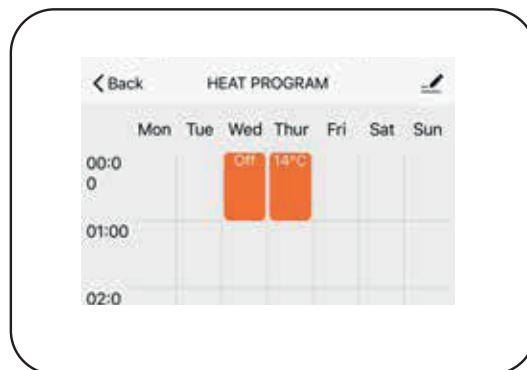 Back HEAT PROGRAM
Mon Tue Wed Thur Fri Sat Sun
00:0 Off 14°C
0
01:00
02:0